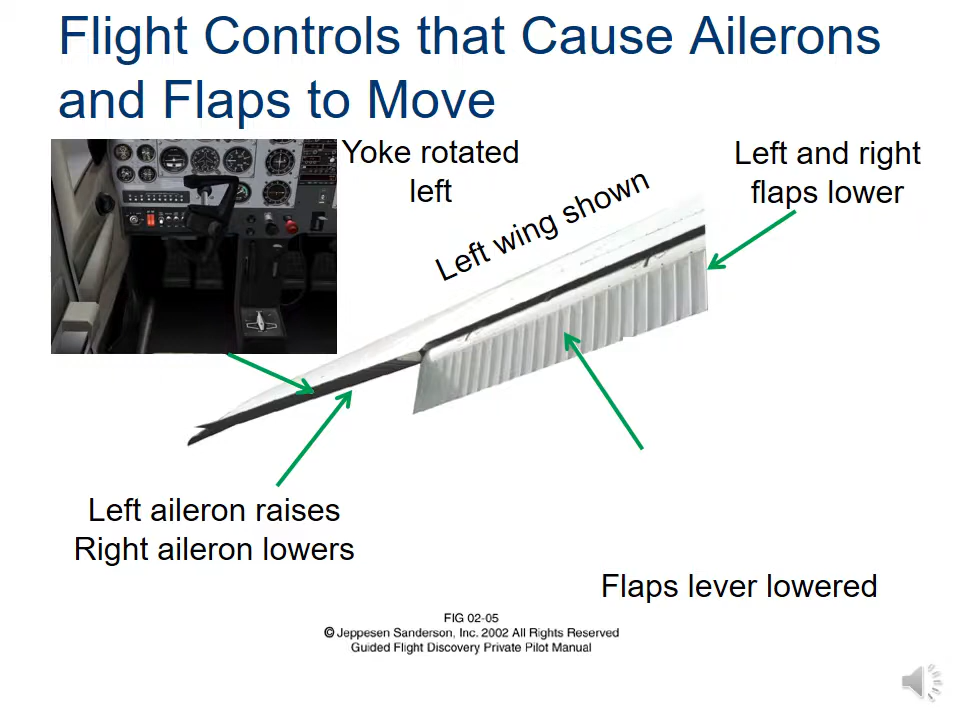 Flight Controls that Cause Ailerons
and Flaps to Move
Yoke rotated
left
Left and right
flaps lower
Left wing shown
Left aileron raises
Right aileron lowers
Flaps lever lowered
FIG 02-05
© Jeppesen Sanderson, Inc. 2002 All Rights Reserved
Guided Flight Discovery Private Pilot Manual